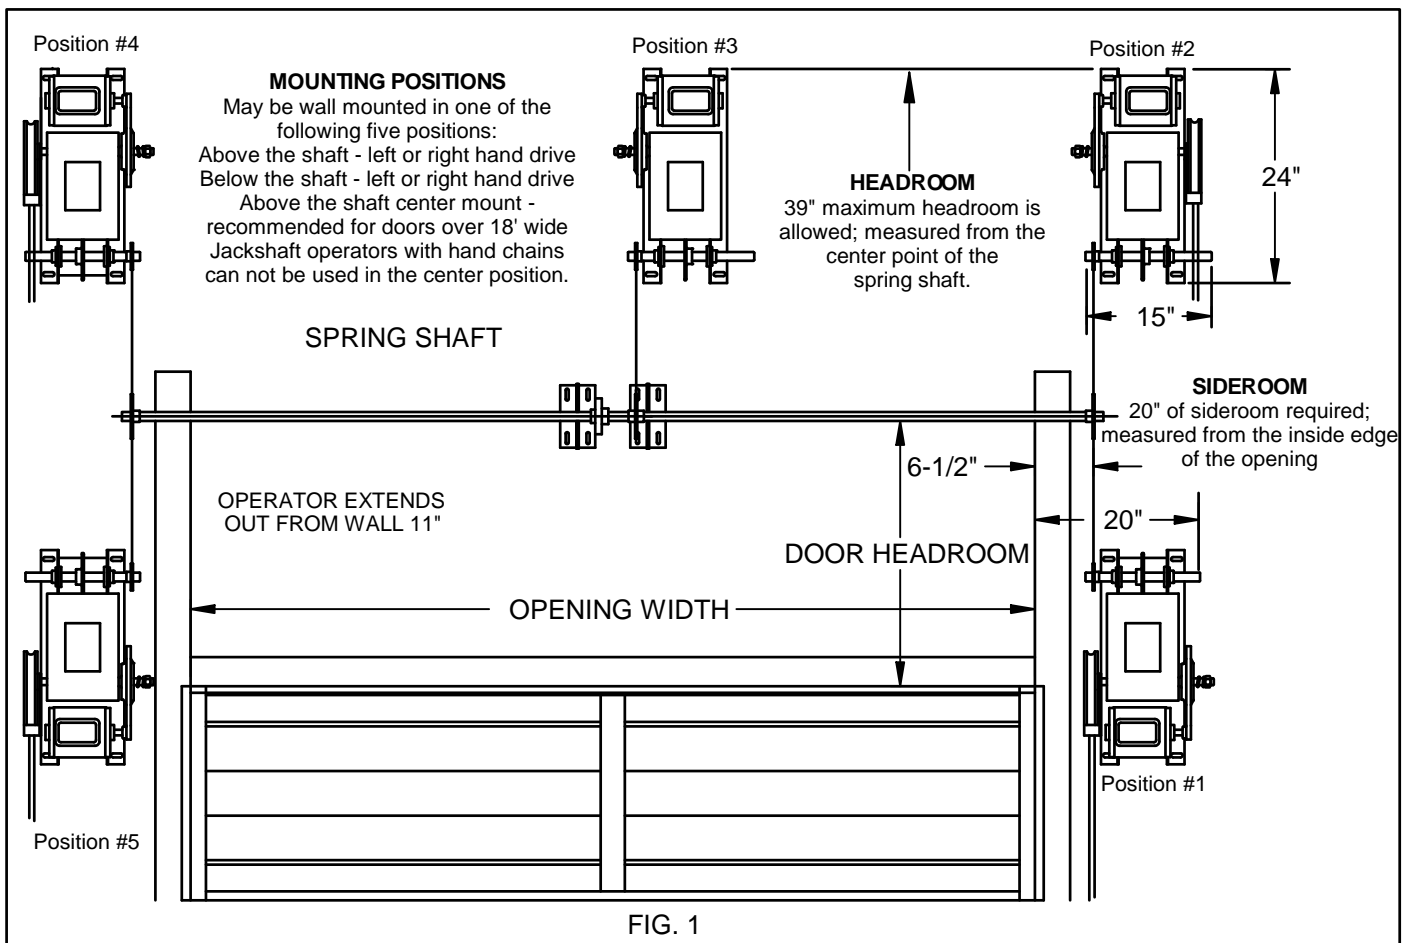 Position #4
Position #3
Position #2
MOUNTING POSITIONS
May be wall mounted in one of the
following five positions:
Above the shaft - left or right hand drive
Below the shaft - left or right hand drive
Above the shaft center mount -
recommended for doors over 18' wide
Jackshaft operators with hand chains
can not be used in the center position.
HEADROOM
39" maximum headroom is
allowed; measured from the
center point of the
spring shaft.
24"
15"
SPRING SHAFT
SIDEROOM
20" of sideroom required;
measured from the inside edge
of the opening
6-1/2"
OPERATOR EXTENDS
OUT FROM WALL 11"
20"
DOOR HEADROOM
OPENING WIDTH
Position #1
Position #5
FIG. 1